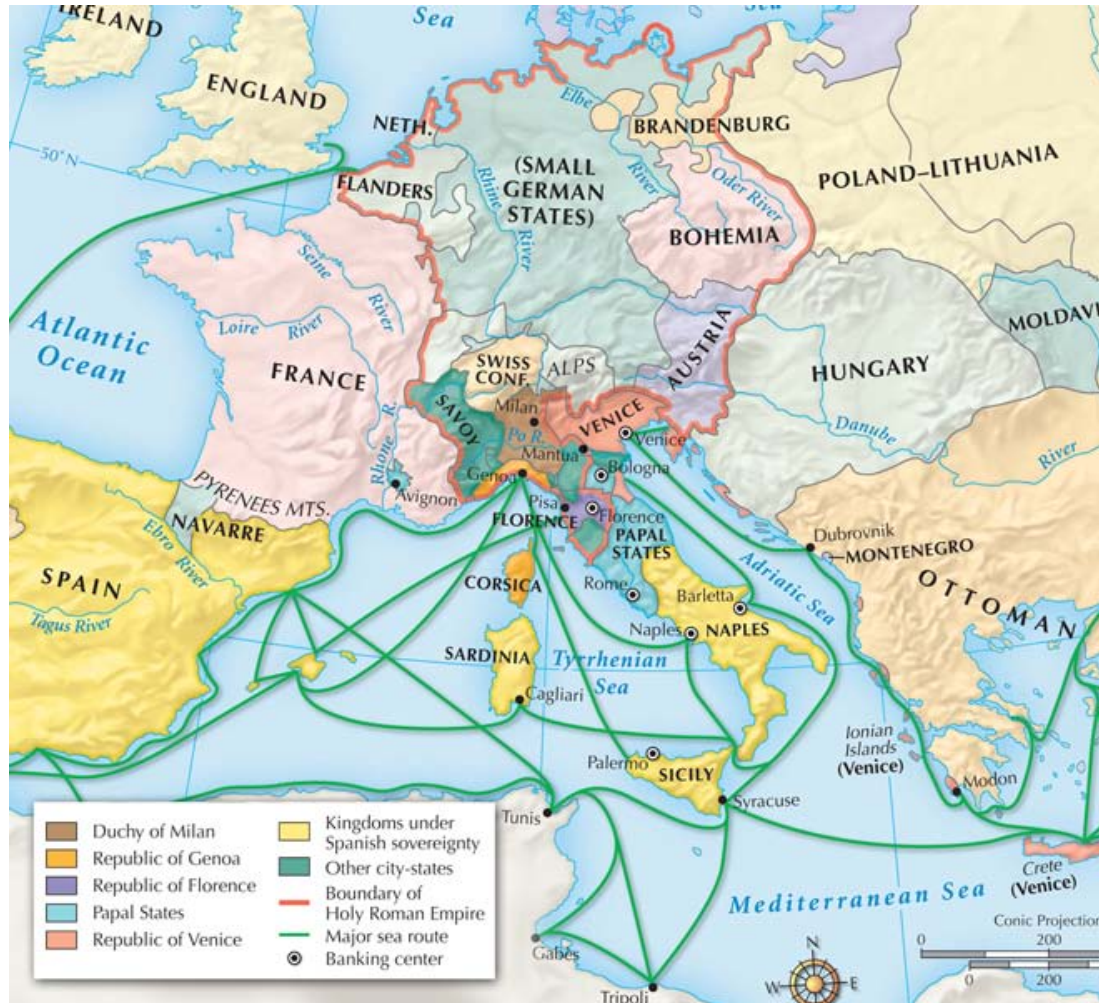 IRELAND
Sea
Sea
ENGLAND
50°N
NETH.
Elbe
River
BRANDENBURG
FLANDERS
Rhine
River
(SMALL
GERMAN
STATES)
Oder River
POLAND–LITHUANIA
BOHEMIA
Seine
River
Atlantic
Ocean
Loire
River
FRANCE
SWISS
CONF.
ALPS
AUSTRIA
HUNGARY
MOLDAVI
SAVOY
Milan
VENICE
Venice
Danube
River
Po R.
Mantua
Rhône R.
Genoa
Bologna
Avignon
PYRENEES MTS.
Pisa
FLORENCE
Florence
NAVARRE
PAPAL
STATES
Dubrovnik
MONTENEGRO
Ebro
River
SPAIN
CORSICA
Rome
Adriatic Sea
OTTOMAN
Tagus River
Barletta
Naples
NAPLES
SARDINIA
Tyrrhenian
Sea
Cagliari
Ionian
Islands
(Venice)
Palermo
SICILY
Modon
Syracuse
Tunis
Crete
(Venice)
Mediterranean Sea
Gabès
Tripoli
Duchy of Milan
Republic of Genoa
Republic of Florence
Papal States
Republic of Venice
Kingdoms under
Spanish sovereignty
Other city-states
Boundary of
Holy Roman Empire
Major sea route
Banking center
N
W
E
Conic Projection
0 200
0 200